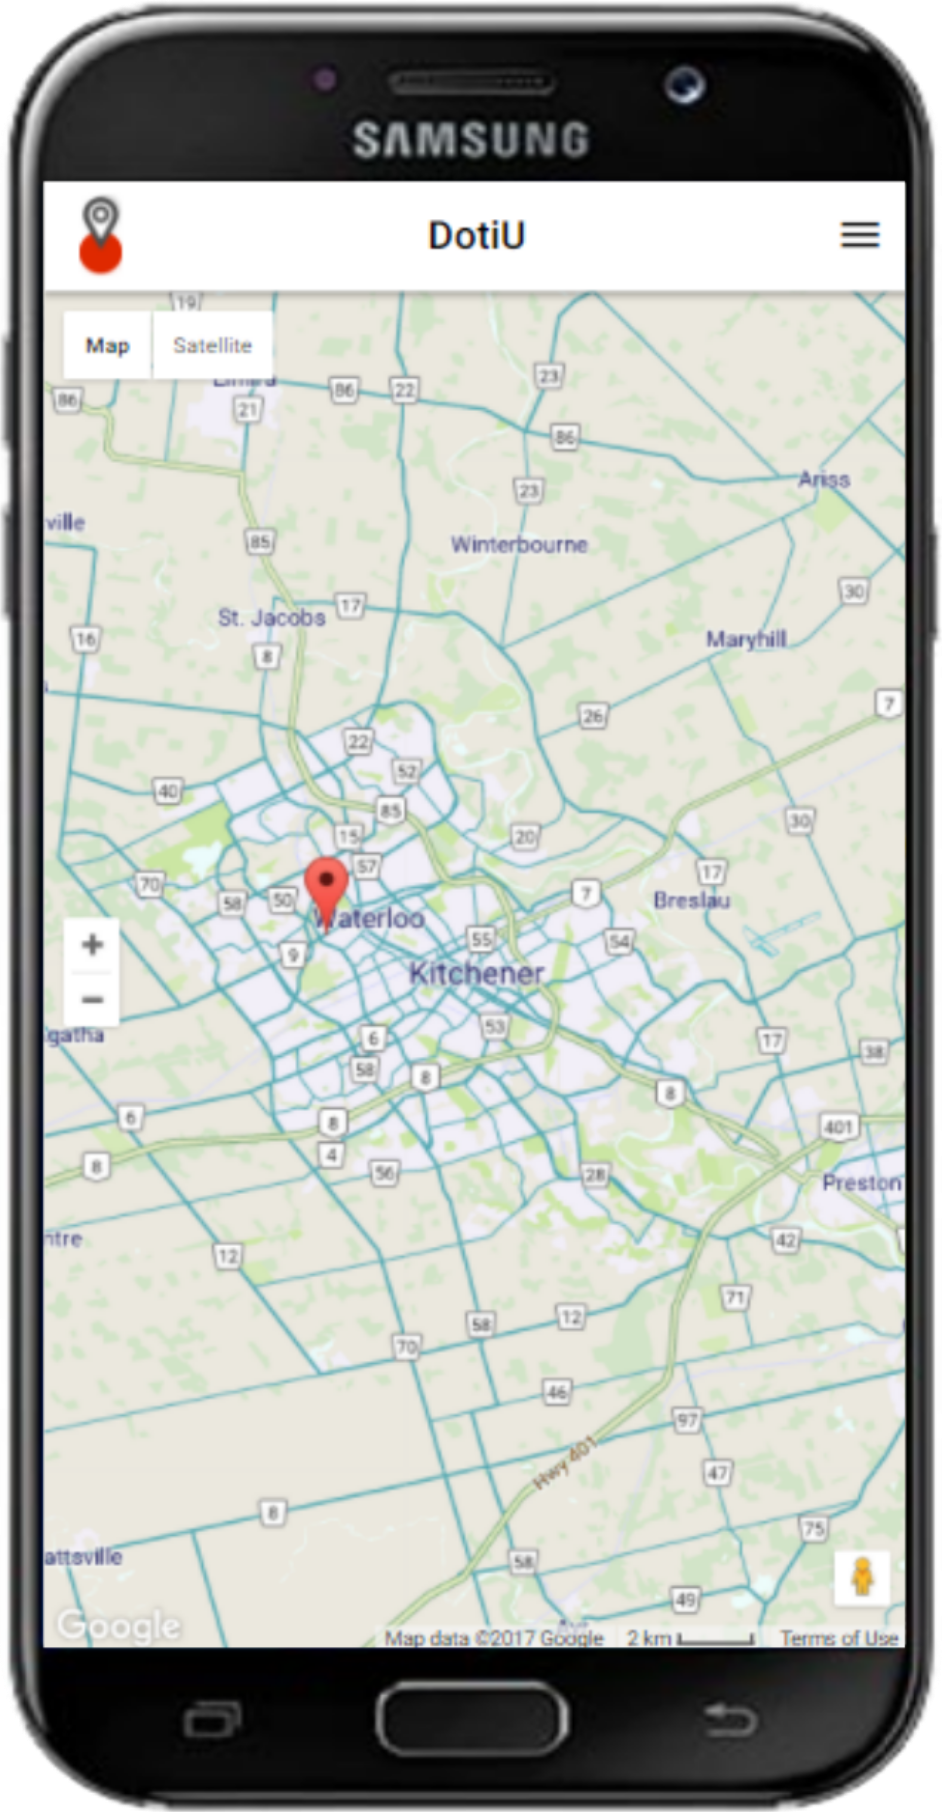 SAMSUNG
DotiU
19
Map
Satellite
Elmira
86
22
23
86
21
86
Ariss
23
ville
85
Winterbourne
30
17
St. Jacobs
16
8
Maryhill
7
26
22
52
40
85
30
15
20
57
17
70
58
50
7
Breslau
Waterloo
55
54
9
Kitchener
gatha
6
53
17
38
58
8
8
6
8
401
4
8
56
28
Preston
ntre
42
12
71
12
58
70
46
97
Hwy 401
47
8
75
attsville
58
49
Google
Map data ©2017 Google
2 km
Terms of Use